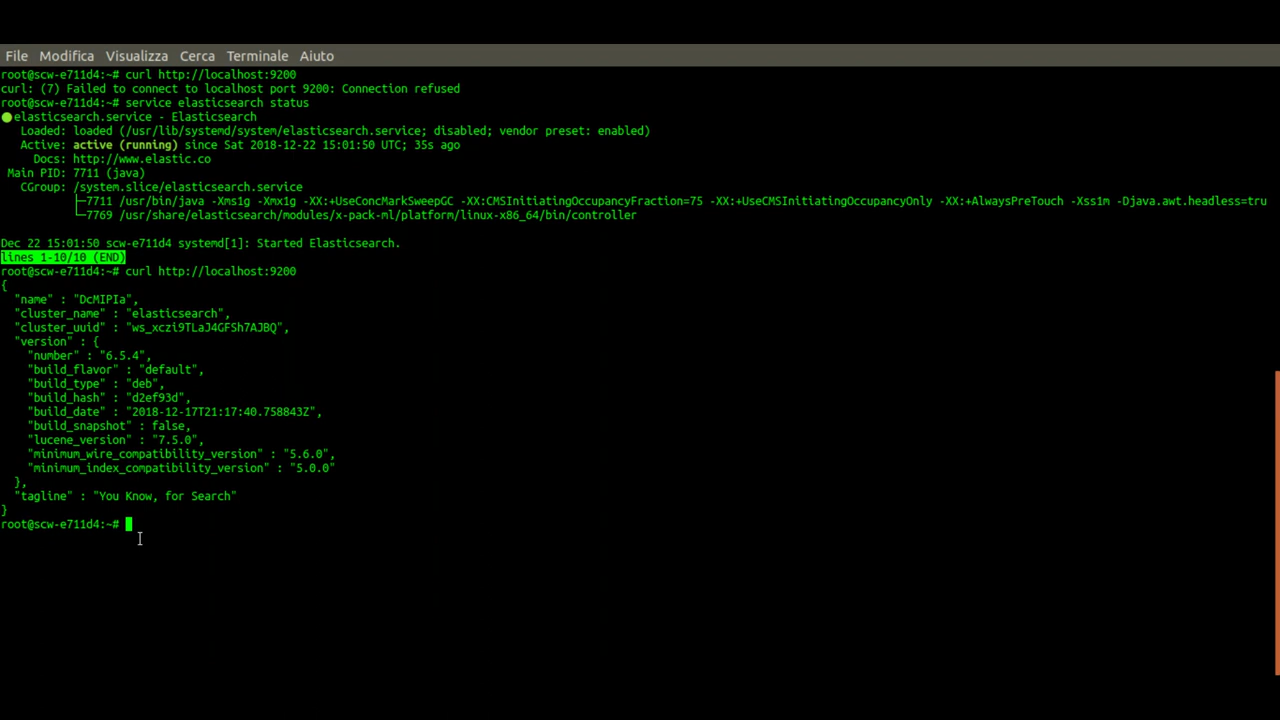 File Modifica Visualizza Cerca Terminale Aiuto
root@scw-e711d4:~# curl http://localhost:9200
curl: (7) Failed to connect to localhost port 9200: Connection refused
root@scw-e711d4:~# service elasticsearch status
●elasticsearch.service - Elasticsearch
   Loaded: loaded (/usr/lib/systemd/system/elasticsearch.service; disabled; vendor preset: enabled)
   Active: active (running) since Sat 2018-12-22 15:01:50 UTC; 35s ago
     Docs: http://www.elastic.co
 Main PID: 7711 (java)
   CGroup: /system.slice/elasticsearch.service
           ├─7711 /usr/bin/java -Xms1g -Xmx1g -XX:+UseConcMarkSweepGC -XX:CMSInitiatingOccupancyFraction=75 -XX:+UseCMSInitiatingOccupancyOnly -XX:+AlwaysPreTouch -Xss1m -Djava.awt.headless=tru
           └─7769 /usr/share/elasticsearch/modules/x-pack-ml/platform/linux-x86_64/bin/controller
Dec 22 15:01:50 scw-e711d4 systemd[1]: Started Elasticsearch.
lines 1-10/10 (END)
root@scw-e711d4:~# curl http://localhost:9200
{
  "name" : "DcMIPIa",
  "cluster_name" : "elasticsearch",
  "cluster_uuid" : "ws_xczi9TLaJ4GFSh7AJBQ",
  "version" : {
    "number" : "6.5.4",
    "build_flavor" : "default",
    "build_type" : "deb",
    "build_hash" : "d2ef93d",
    "build_date" : "2018-12-17T21:17:40.758843Z",
    "build_snapshot" : false,
    "lucene_version" : "7.5.0",
    "minimum_wire_compatibility_version" : "5.6.0",
    "minimum_index_compatibility_version" : "5.0.0"
  },
  "tagline" : "You Know, for Search"
}
root@scw-e711d4:~#